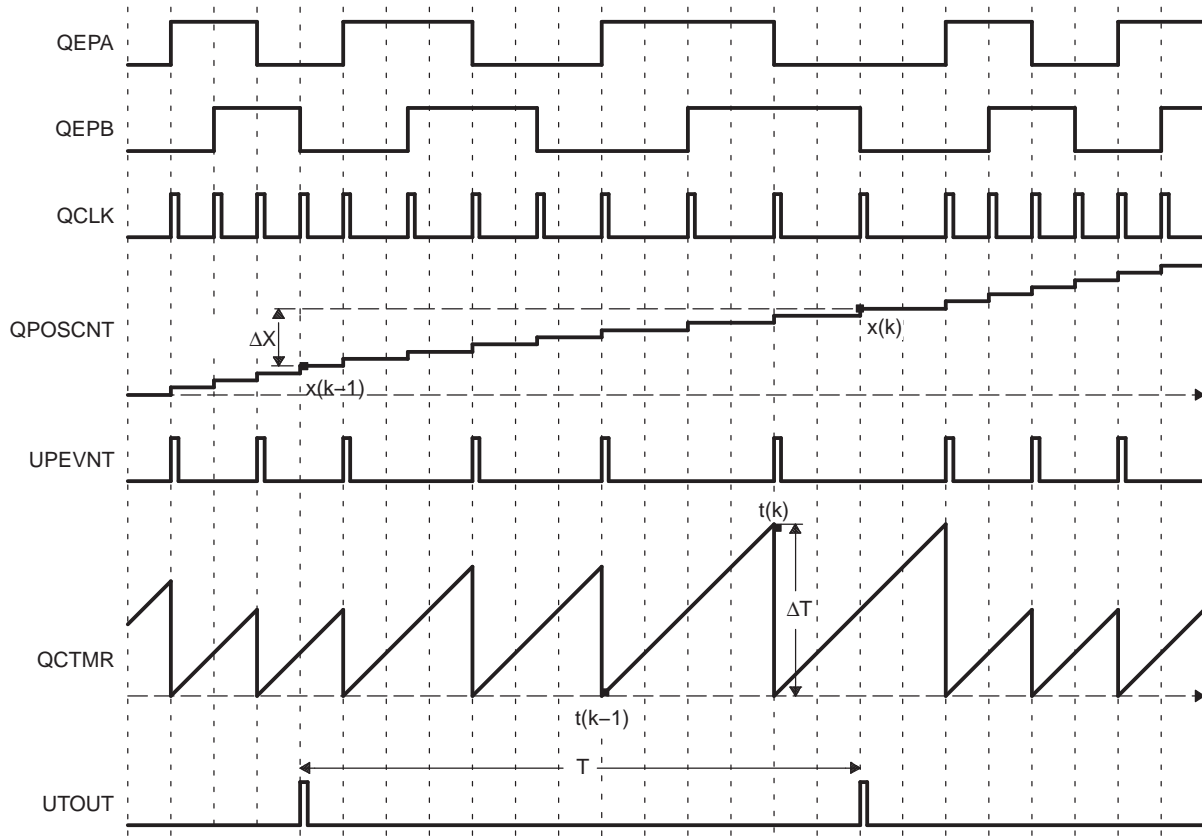 QEPA
QEPB
QCLK
QPOSCNT
ΔX
x(k)
x(k−1)
UPEVNT
t(k)
ΔT
QCTMR
t(k−1)
T
UTOUT